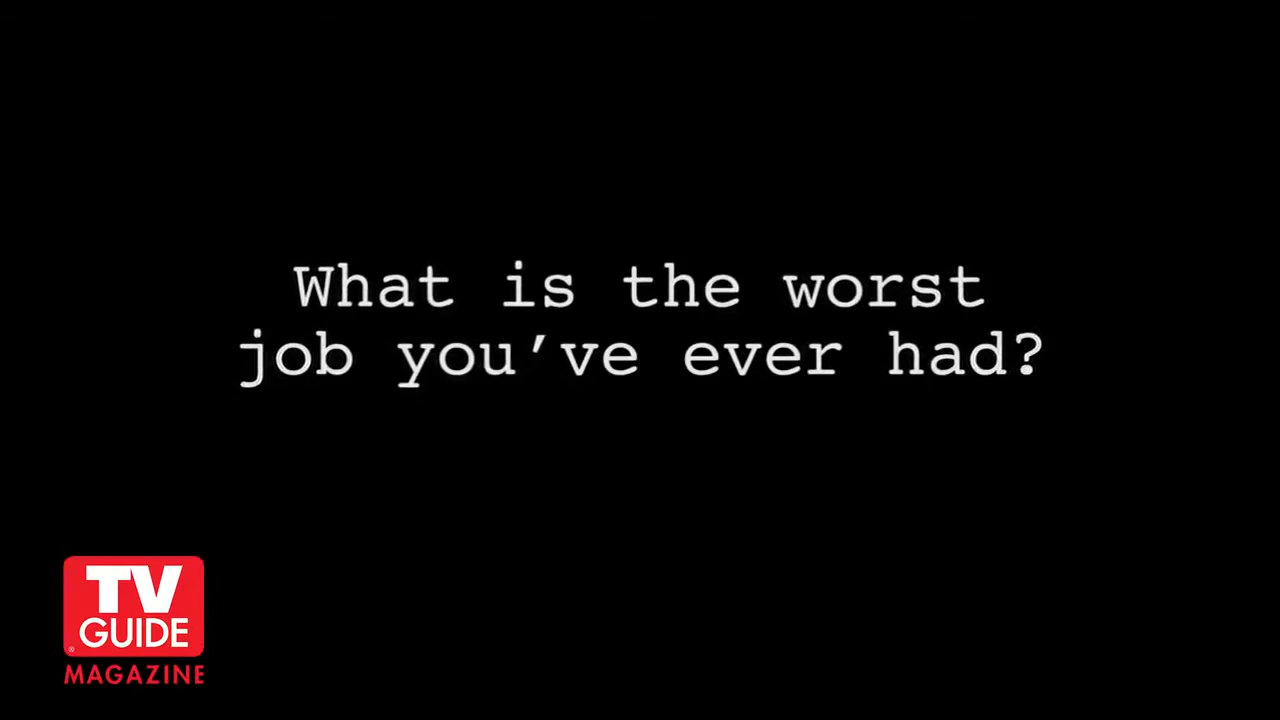 What is the worst
job you’ve ever had?
TV
GUIDE
®
MAGAZINE